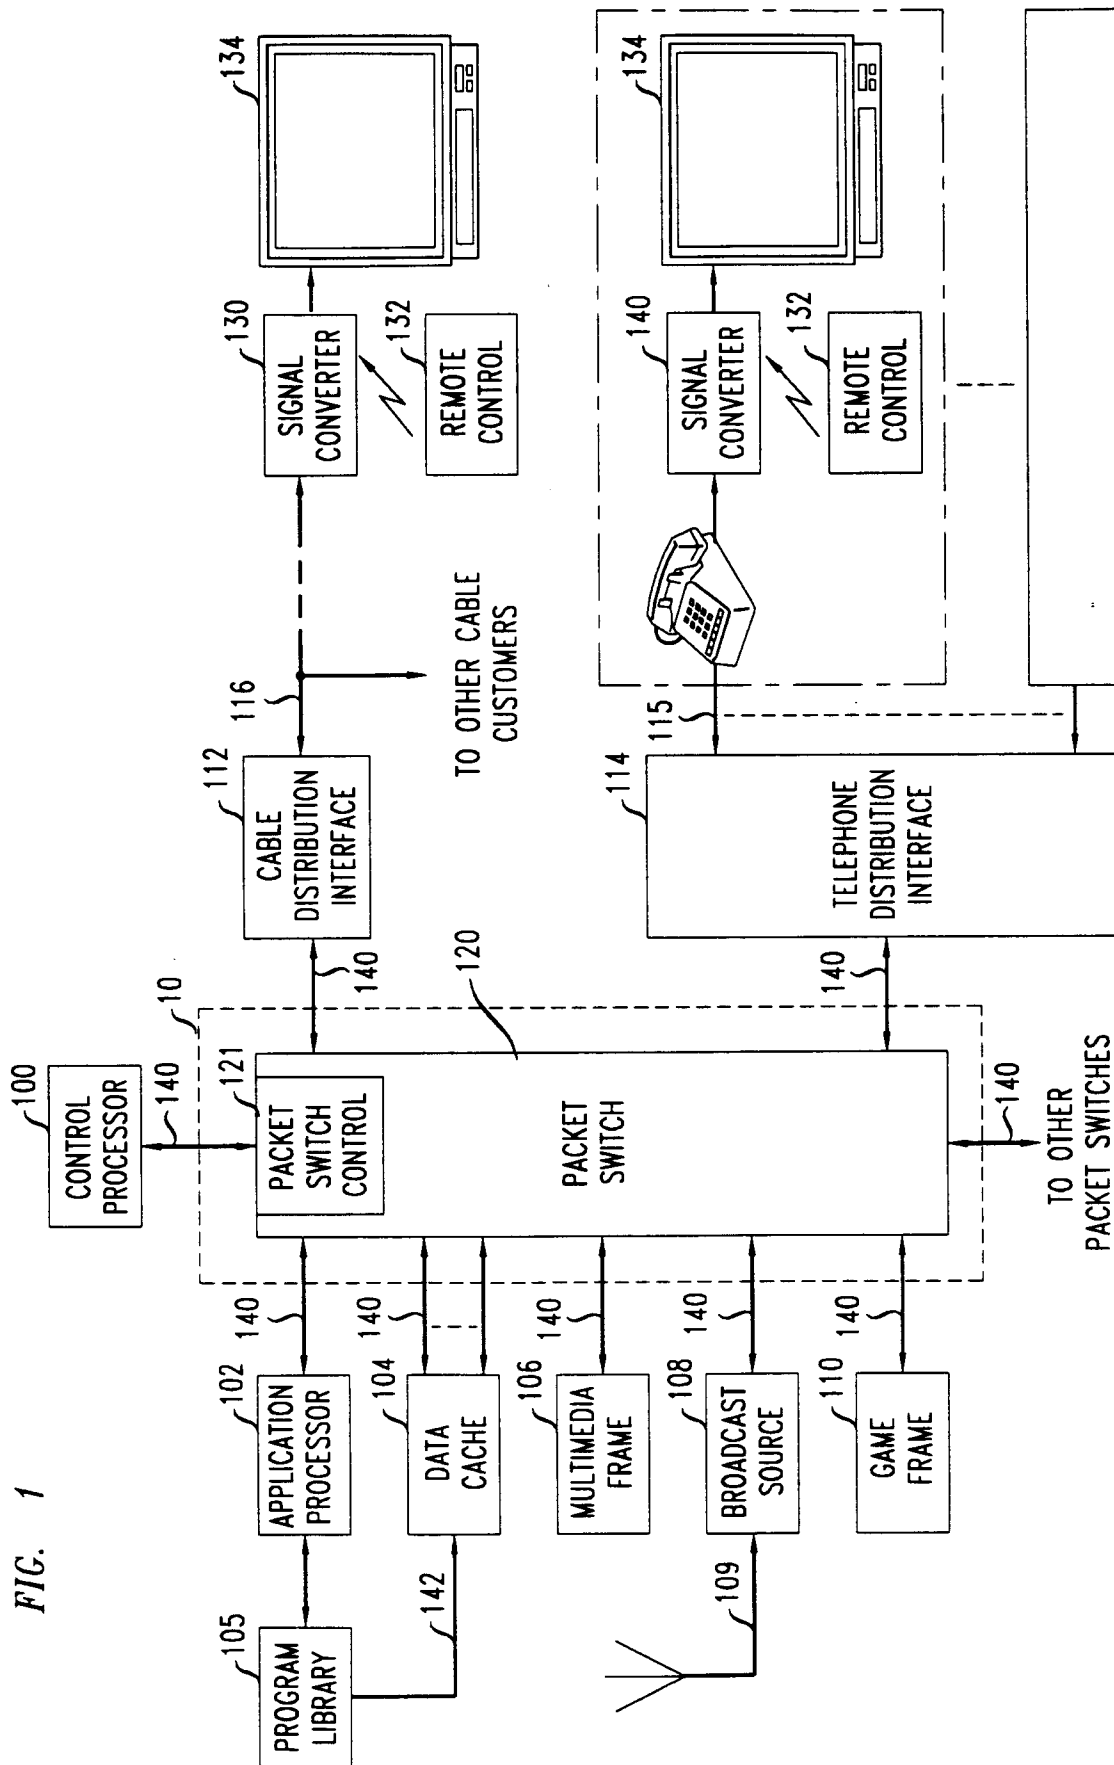 FIG. 1
105
PROGRAM
LIBRARY
142
109
102
APPLICATION
PROCESSOR
104
DATA
CACHE
106
MULTIMEDIA
FRAME
108
BROADCAST
SOURCE
110
GAME
FRAME
140
140
140
140
140
100
CONTROL
PROCESSOR
140
10
121
PACKET
SWITCH
CONTROL
PACKET
SWITCH
120
140
TO OTHER
PACKET SWITCHES
140
140
112
CABLE
DISTRIBUTION
INTERFACE
114
TELEPHONE
DISTRIBUTION
INTERFACE
116
TO OTHER CABLE
CUSTOMERS
115
130
SIGNAL
CONVERTER
132
REMOTE
CONTROL
134
140
SIGNAL
CONVERTER
132
REMOTE
CONTROL
134